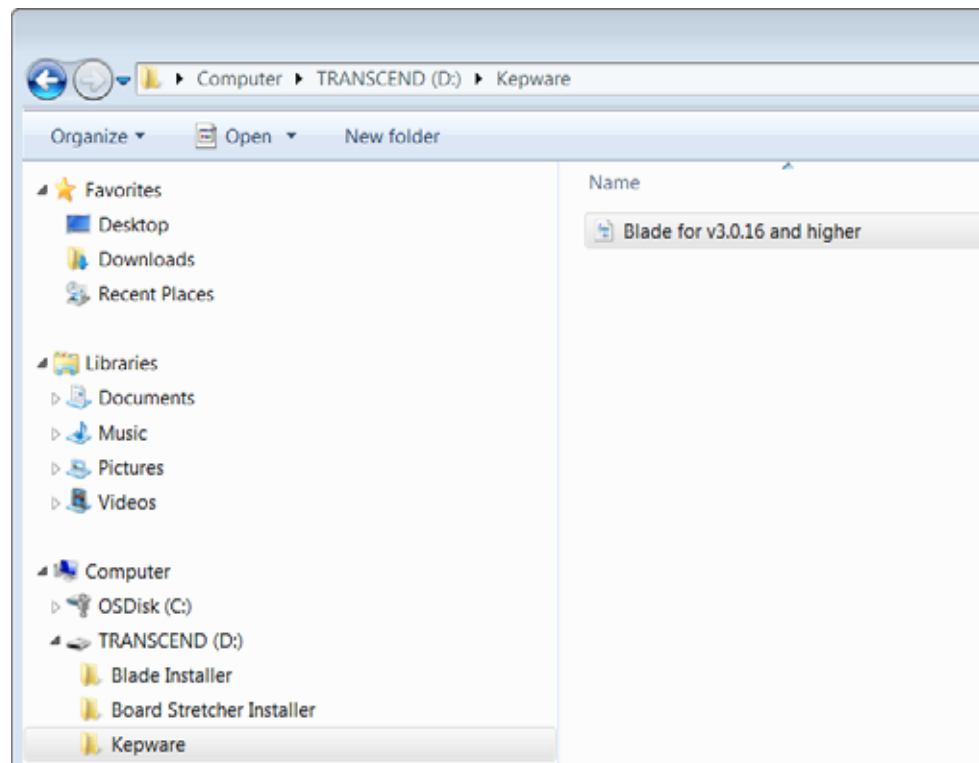 Computer TRANSCEND (D:) Kepware
Organize Open New folder
Favorites
Desktop
Downloads
Recent Places
Libraries
Documents
Music
Pictures
Videos
Computer
OSDisk (C:)
TRANSCEND (D:)
Blade Installer
Board Stretcher Installer
Kepware
Name
Blade for v3.0.16 and higher